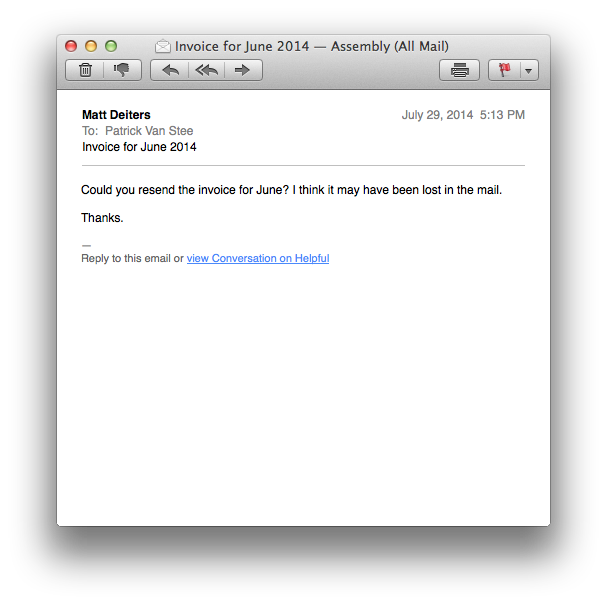 Invoice for June 2014 — Assembly (All Mail)
Matt Deiters July 29, 2014 5:13 PM
To: Patrick Van Stee
Invoice for June 2014
Could you resend the invoice for June? I think it may have been lost in the mail.
Thanks.
—
Reply to this email or view Conversation on Helpful